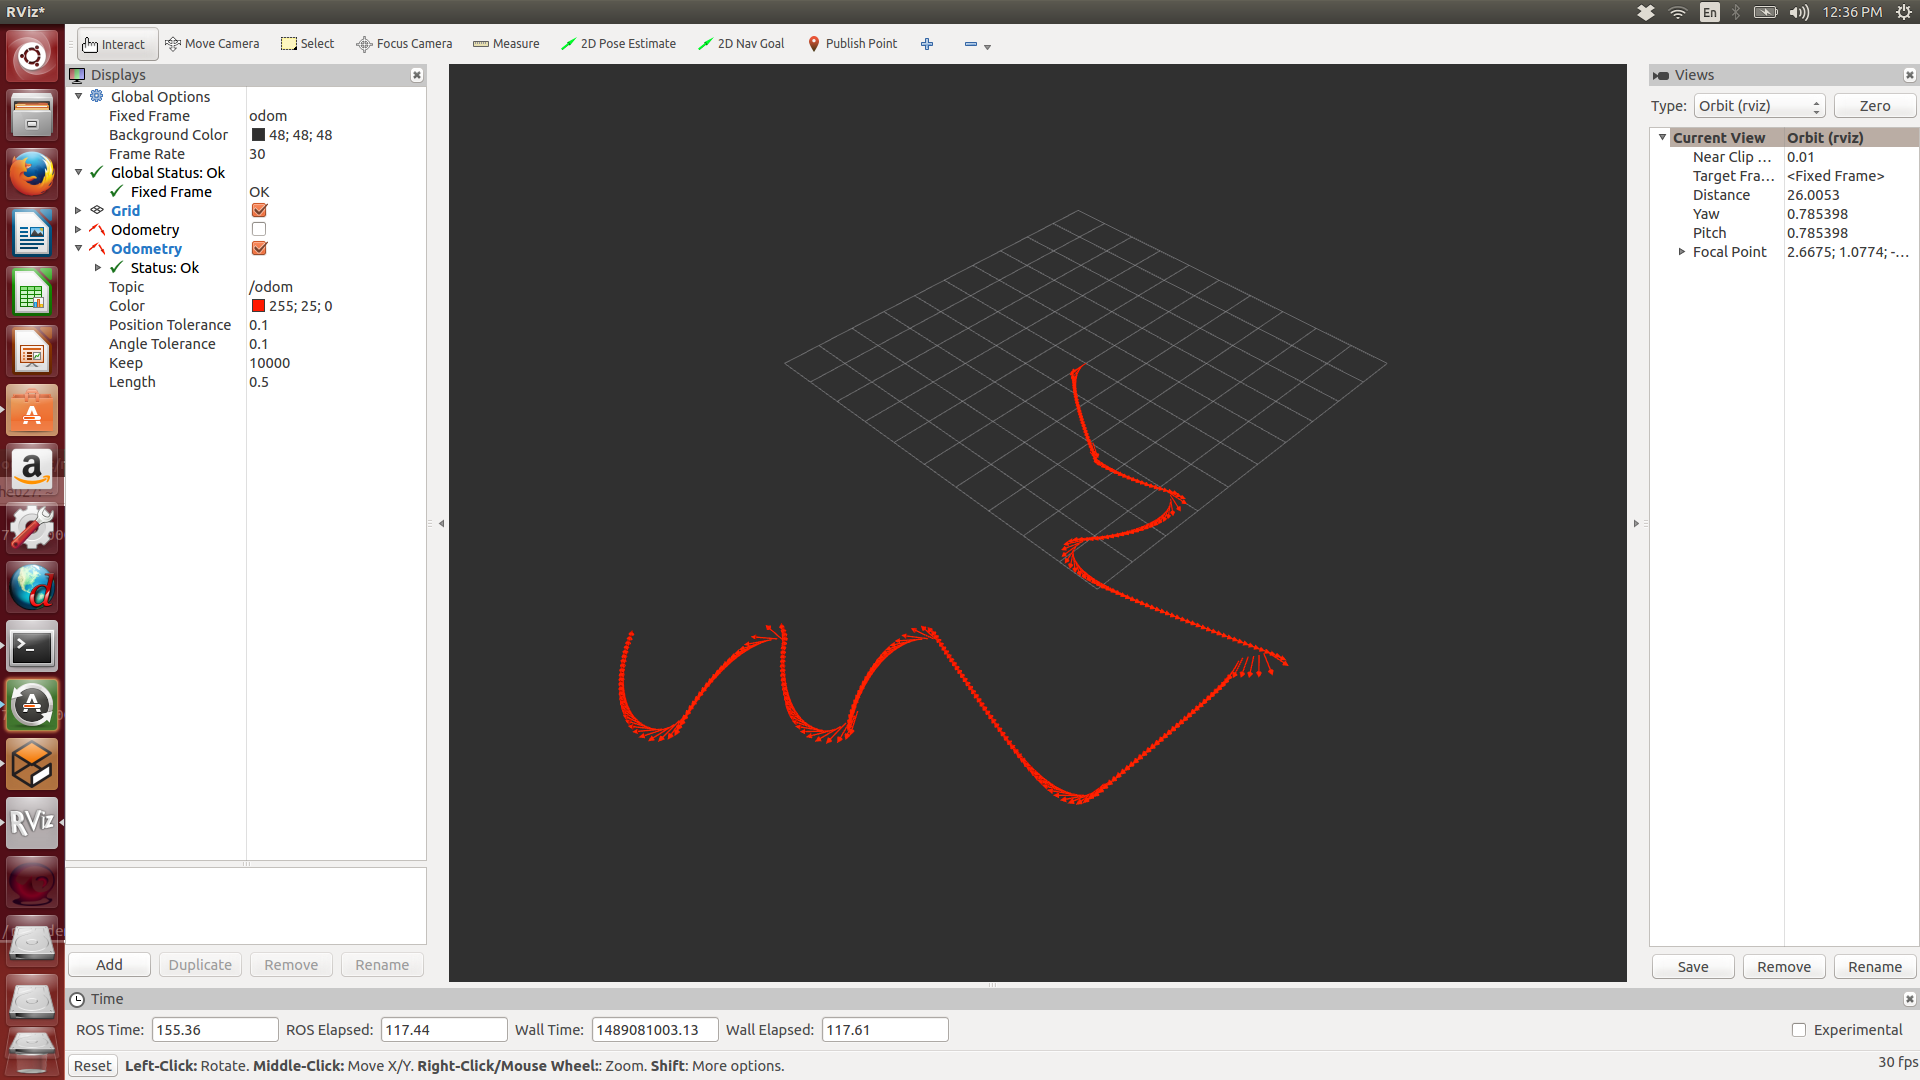 RViz*
En
12:36 PM
Interact Move Camera Select Focus Camera Measure 2D Pose Estimate 2D Nav Goal Publish Point
Displays
Global Options
Fixed Frame odom
Background Color 48; 48; 48
Frame Rate 30
Global Status: Ok
Fixed Frame OK
Grid
Odometry
Odometry
Status: Ok
Topic /odom
Color 255; 25; 0
Position Tolerance 0.1
Angle Tolerance 0.1
Keep 10000
Length 0.5
Add Duplicate Remove Rename
Views
Type: Orbit (rviz) Zero
Current View Orbit (rviz)
Near Clip ... 0.01
Target Fra... <Fixed Frame>
Distance 26.0053
Yaw 0.785398
Pitch 0.785398
Focal Point 2.6675; 1.0774; -...
Save Remove Rename
RViz
Time
ROS Time: 155.36 ROS Elapsed: 117.44 Wall Time: 1489081003.13 Wall Elapsed: 117.61 Experimental
Reset Left-Click: Rotate. Middle-Click: Move X/Y. Right-Click/Mouse Wheel:: Zoom. Shift: More options. 30 fps